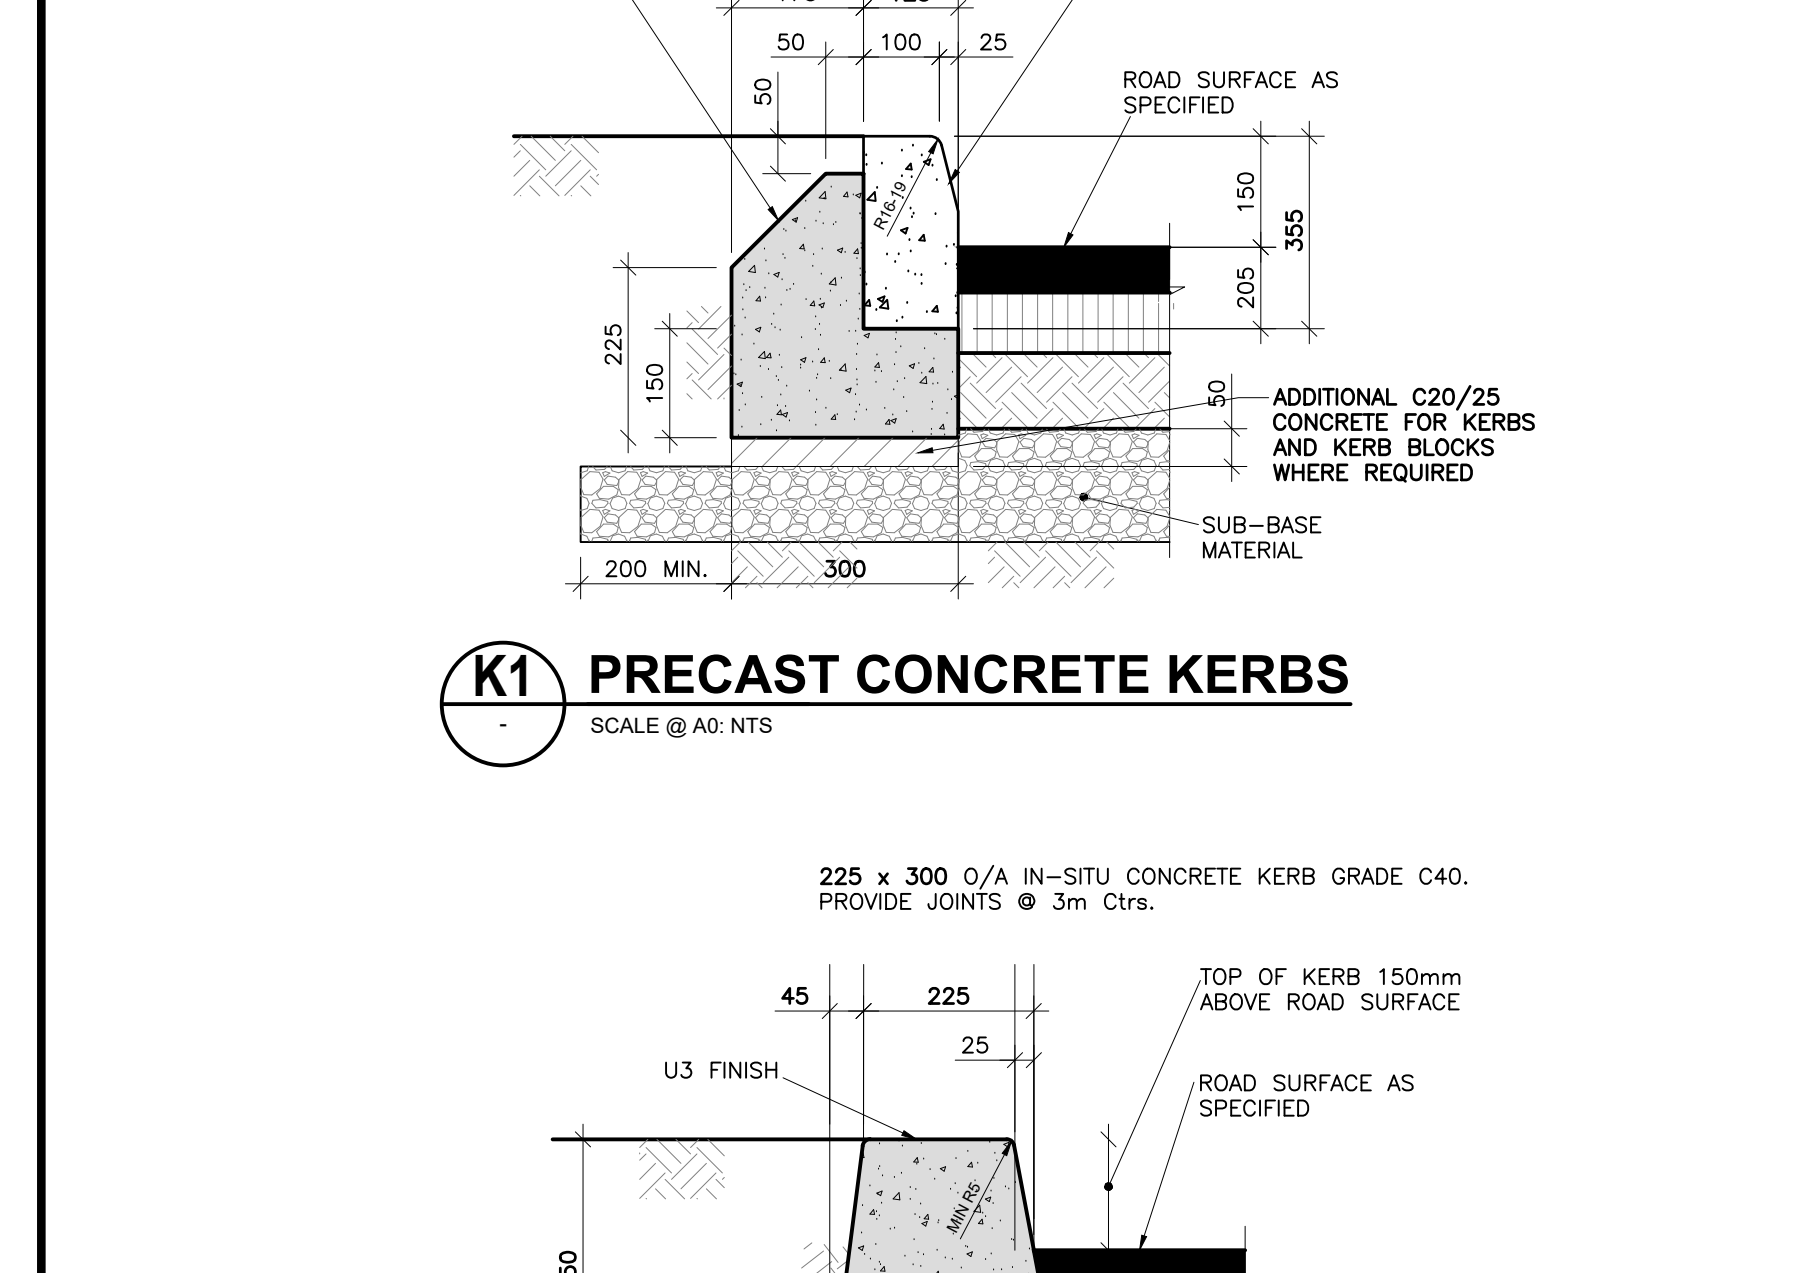 50
100
25
50
ROAD SURFACE AS
SPECIFIED
R16-19
150
355
205
225
150
50
ADDITIONAL C20/25
CONCRETE FOR KERBS
AND KERB BLOCKS
WHERE REQUIRED
SUB-BASE
MATERIAL
200 MIN.
300
K1
-
PRECAST CONCRETE KERBS
SCALE @ A0: NTS
225 x 300 O/A IN-SITU CONCRETE KERB GRADE C40.
PROVIDE JOINTS @ 3m Ctrs.
TOP OF KERB 150mm
ABOVE ROAD SURFACE
45
225
25
U3 FINISH
ROAD SURFACE AS
SPECIFIED
MIN R5